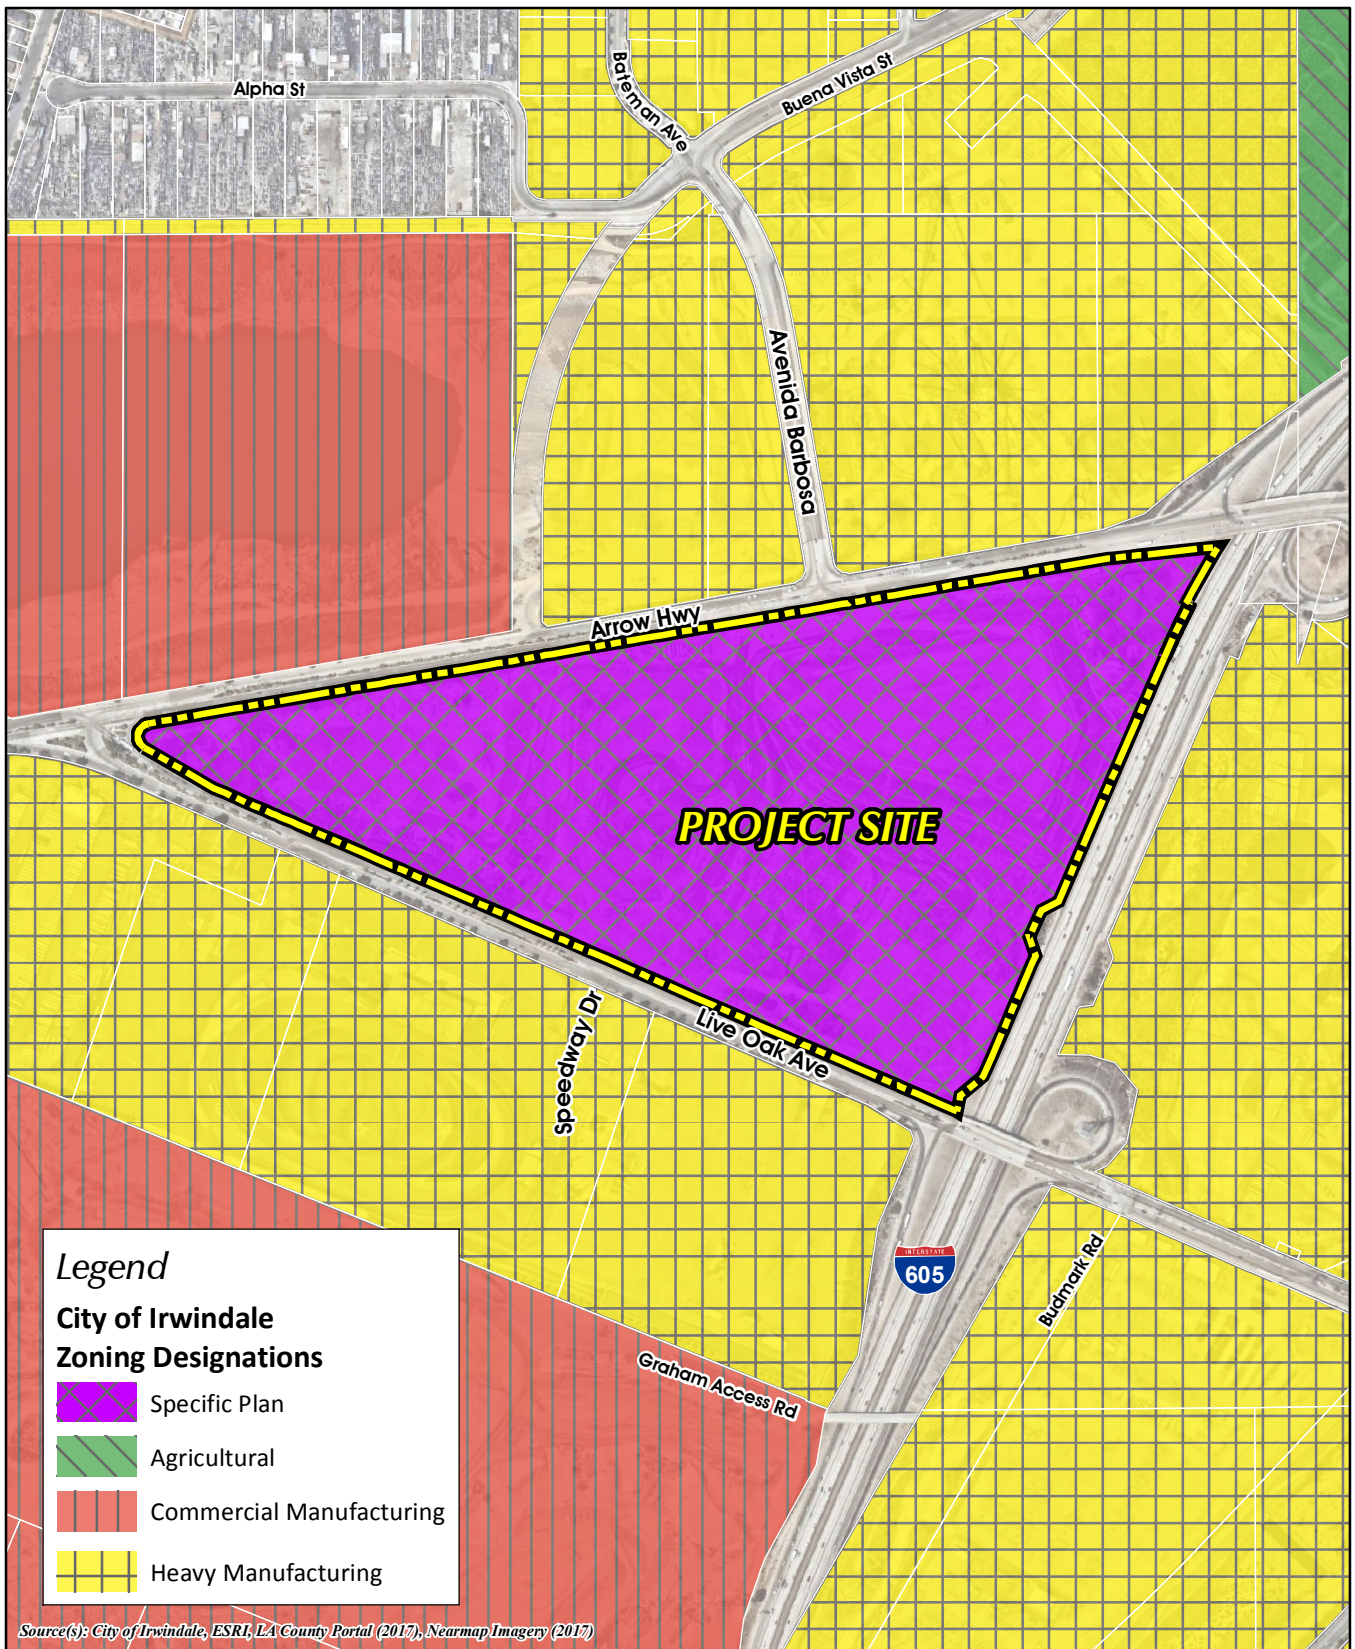 Alpha St
Bateman Ave
Buena Vista St
Avenida Barbosa
Arrow Hwy
PROJECT SITE
Speedway Dr
Live Oak Ave
INTERSTATE
605
Budmark Rd
Graham Access Rd
Legend
City of Irwindale
Zoning Designations
Specific Plan
Agricultural
Commercial Manufacturing
Heavy Manufacturing
Source(s): City of Irwindale, ESRI, LA County Portal (2017), Nearmap Imagery (2017)